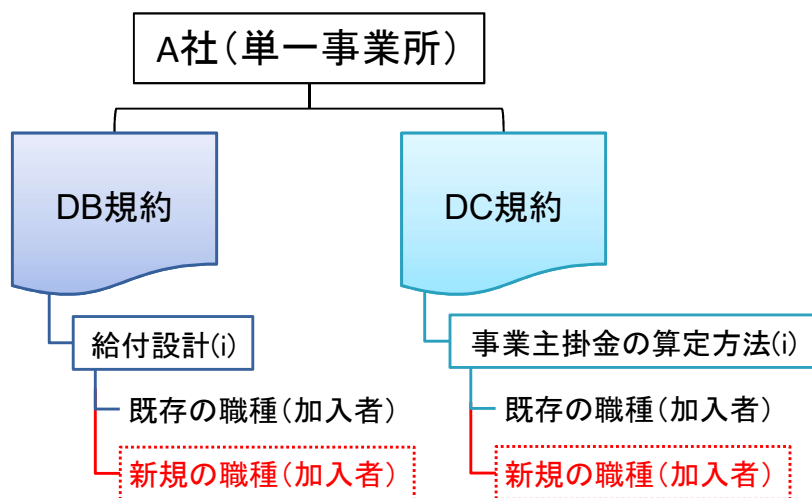 A社(単一事業所)
DB規約
DC規約
給付設計(i)
事業主掛金の算定方法(i)
既存の職種(加入者)
既存の職種(加入者)
新規の職種(加入者)
新規の職種(加入者)